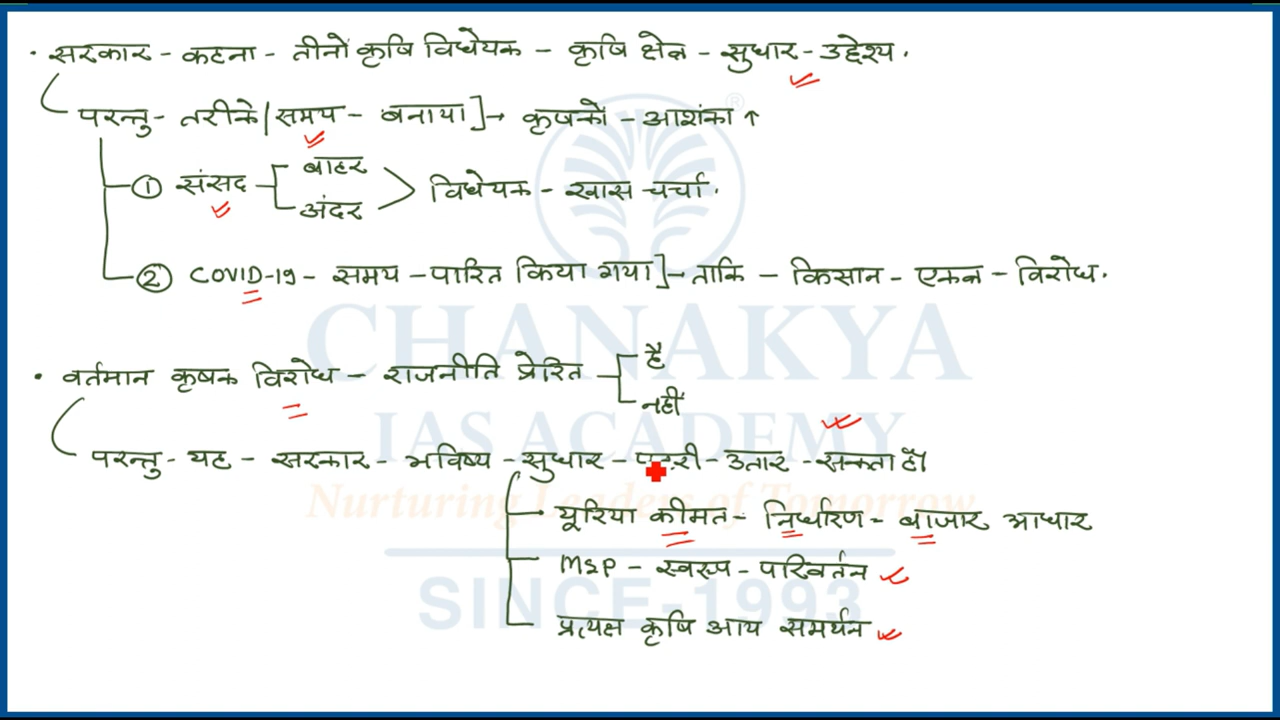 · सरकार - कहना - तीनों कृषि विधेयक - कृषि क्षेत्र - सुधार - उद्देश्य.
परन्तु - तरीके/समय - बनाया] → कृषकों - आशंका ↑
① संसद
बाहर
अंदर
विधेयक - खास चर्चा.
② COVID-19 - समय - पारित किया गया] → ताकि - किसान - एकत्र - विरोध.
CHANAKYA
· वर्तमान कृषक विरोध - राजनीति प्रेरित
है
नहीं
IAS ACADEMY
परन्तु - यह - सरकार - भविष्य - सुधार - पटरी - उतार - सकता है।
Nurturing Leaders of Tomorrow
यूरिया कीमत - निर्धारण - बाजार आधार
MSP - स्वरूप - परिवर्तन
SINCE-1993
प्रत्यक्ष कृषि आय समर्थन